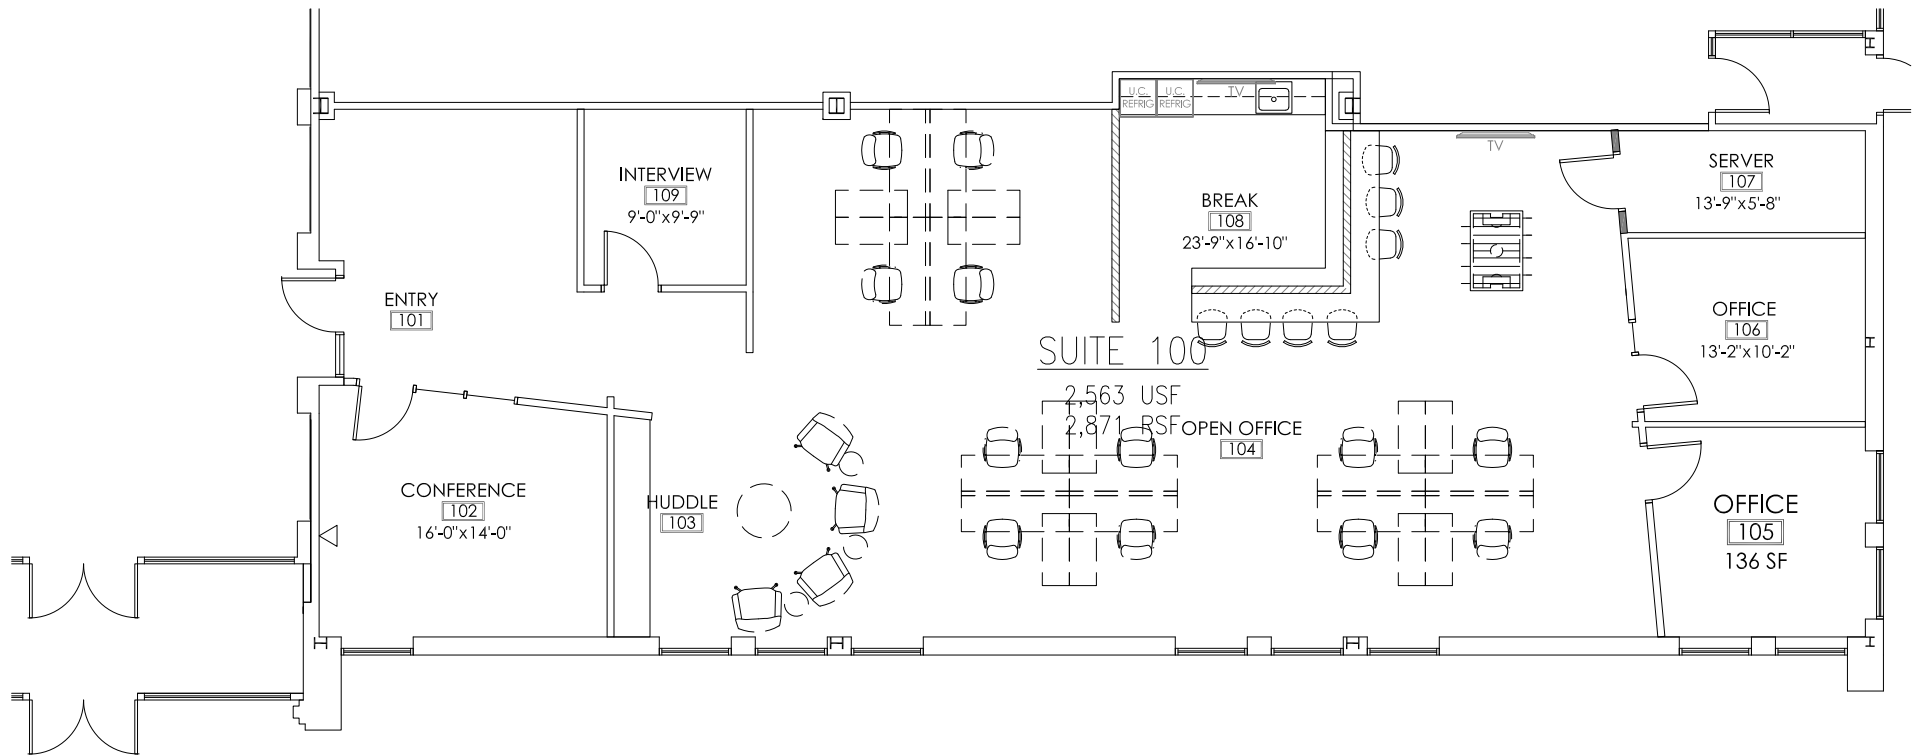 U.C.
REFRIG
U.C.
REFRIG
TV
TV
INTERVIEW
109
9'-0"x9'-9"
SERVER
107
13'-9"x5'-8"
BREAK
108
23'-9"x16'-10"
ENTRY
101
OFFICE
106
13'-2"x10'-2"
SUITE 100
2,563 USF
2,871 RSF
OPEN OFFICE
104
CONFERENCE
102
16'-0"x14'-0"
HUDDLE
103
OFFICE
105
136 SF